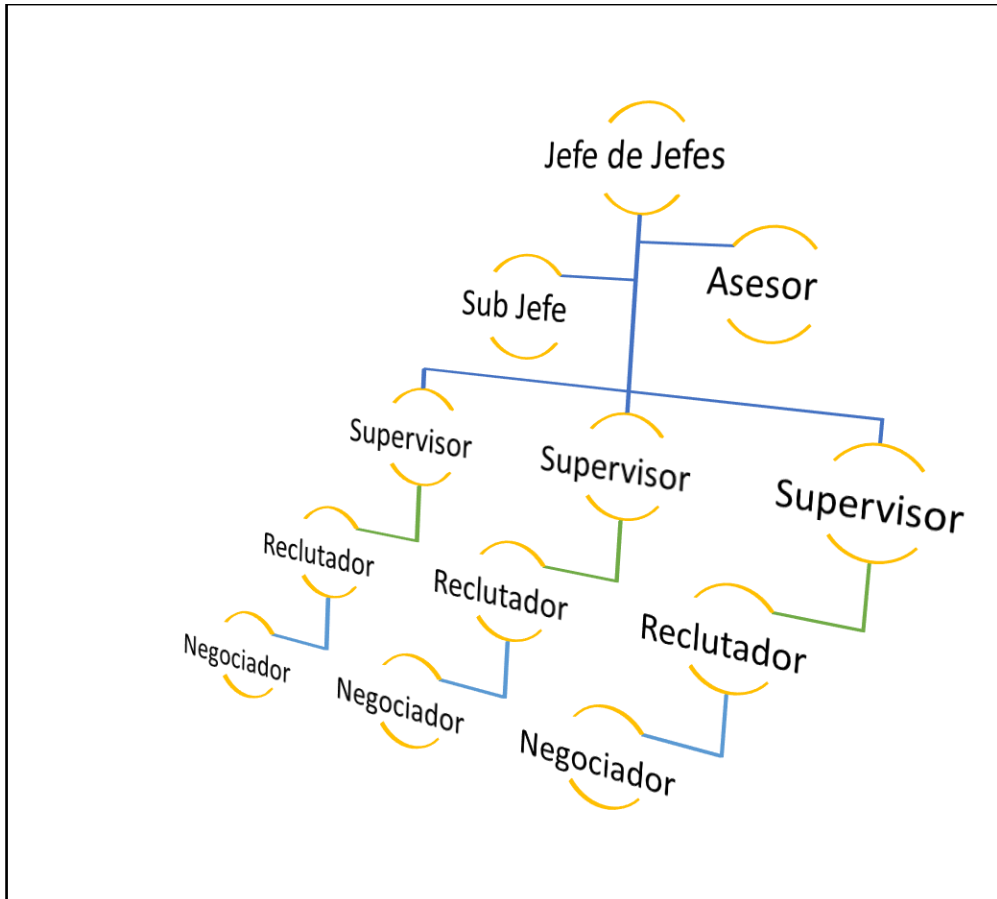 Jefe de Jefes
Asesor
Sub Jefe
Supervisor
Supervisor
Supervisor
Reclutador
Reclutador
Reclutador
Negociador
Negociador
Negociador